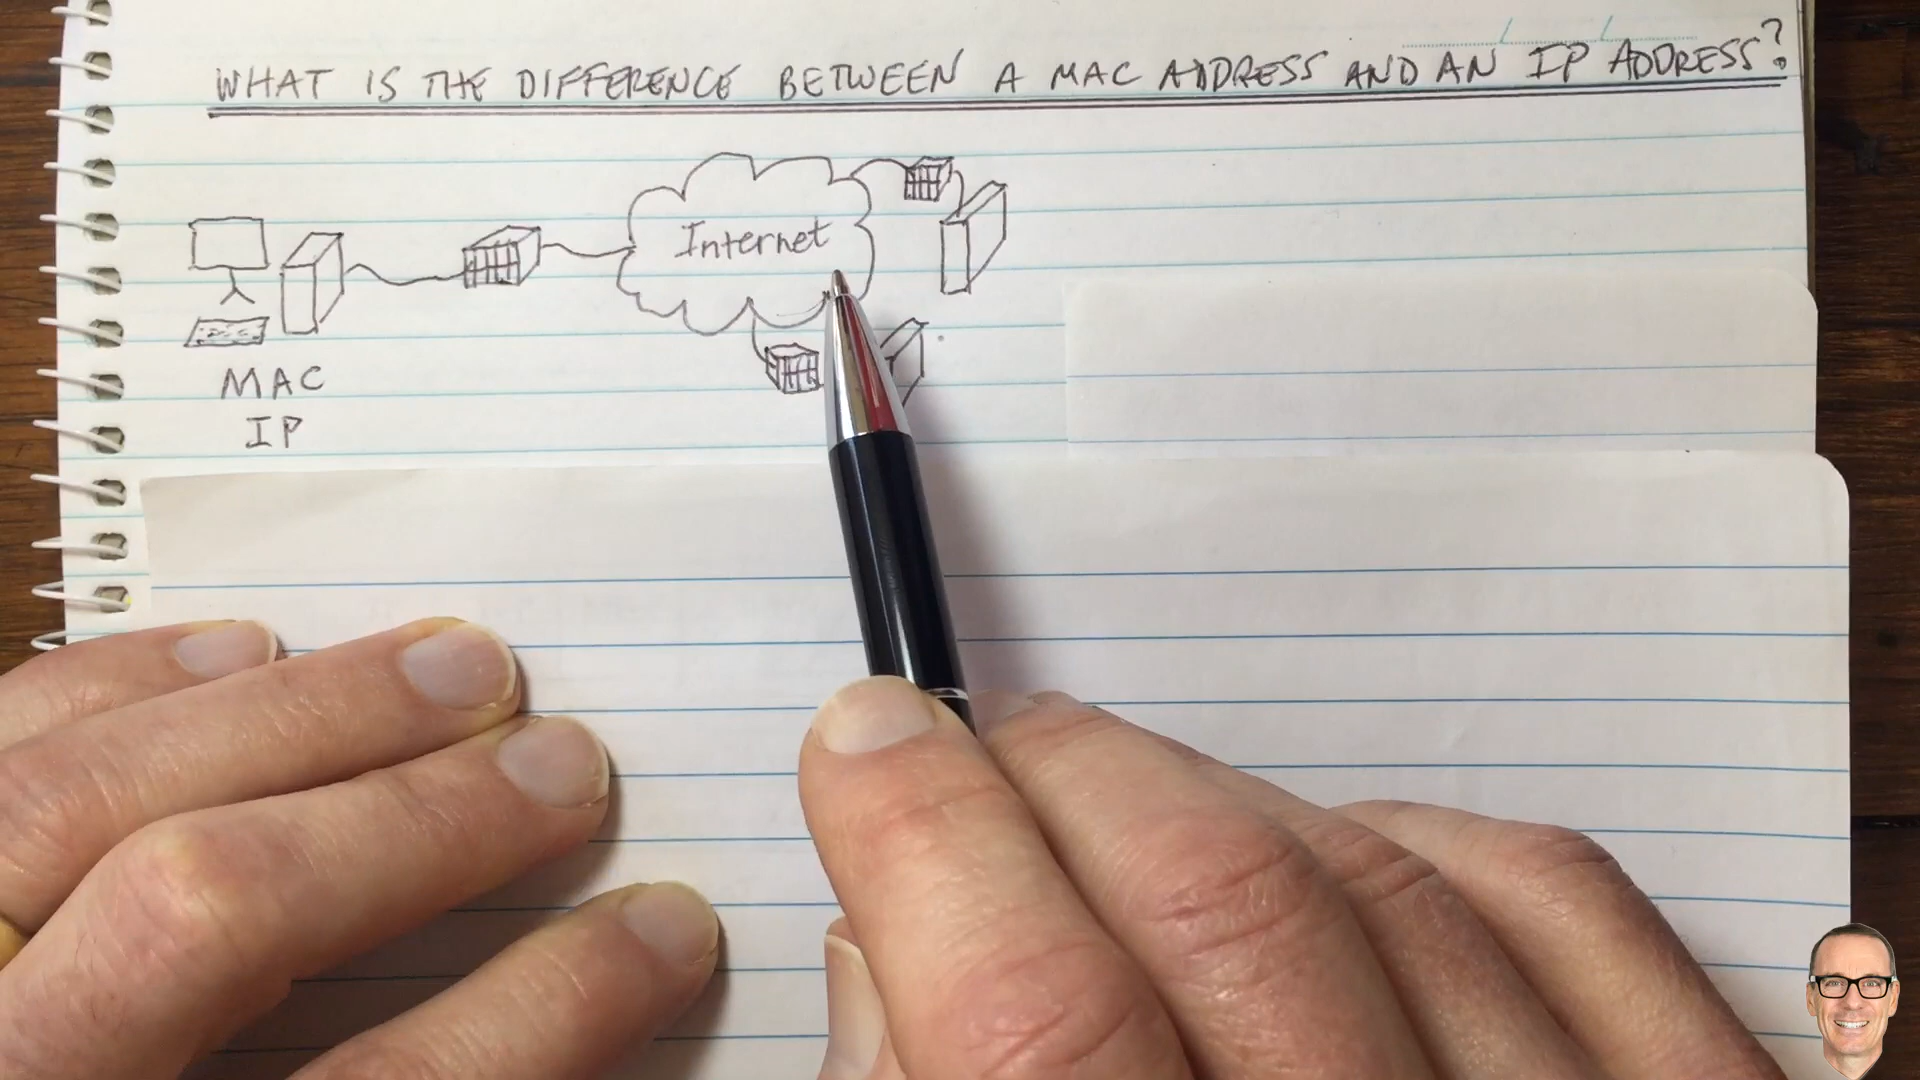 WHAT IS THE DIFFERENCE BETWEEN A MAC ADDRESS AND AN IP ADDRESS?
Internet
MAC
IP